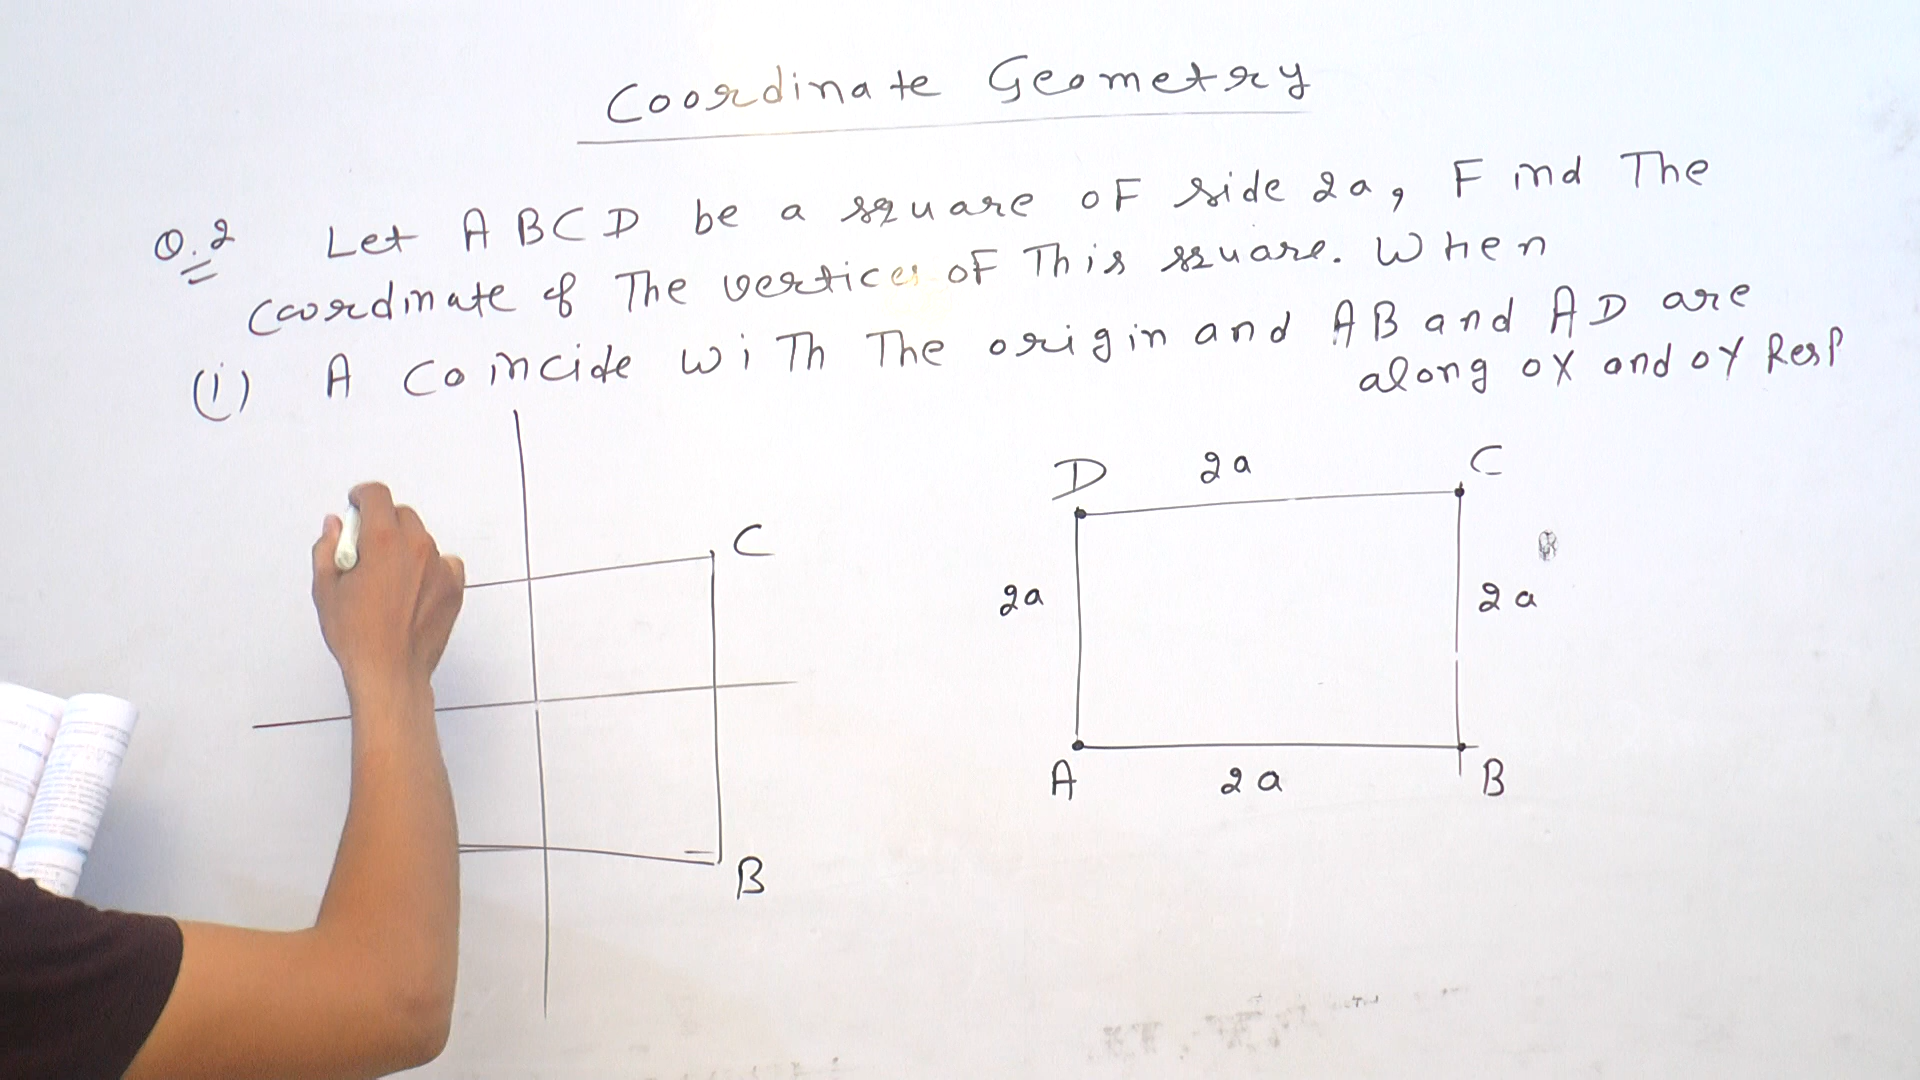 Coordinate Geometry
Q.2 Let ABCD be a square of side 2a, Find The
Coordinate of The vertices of This square. When
(i) A Coincide with The origin and AB and AD are
along ox and oy Resp
D 2a C
C
2a 2a
A 2a B
B